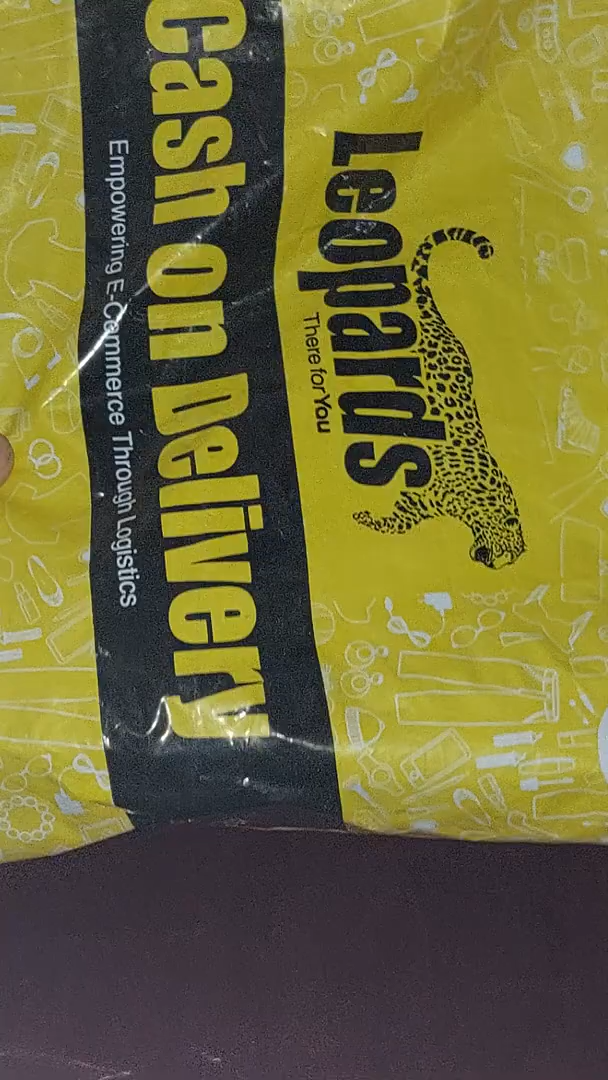 Leopards
There for You
Cash on Delivery
Empowering E-Commerce Through Logistics